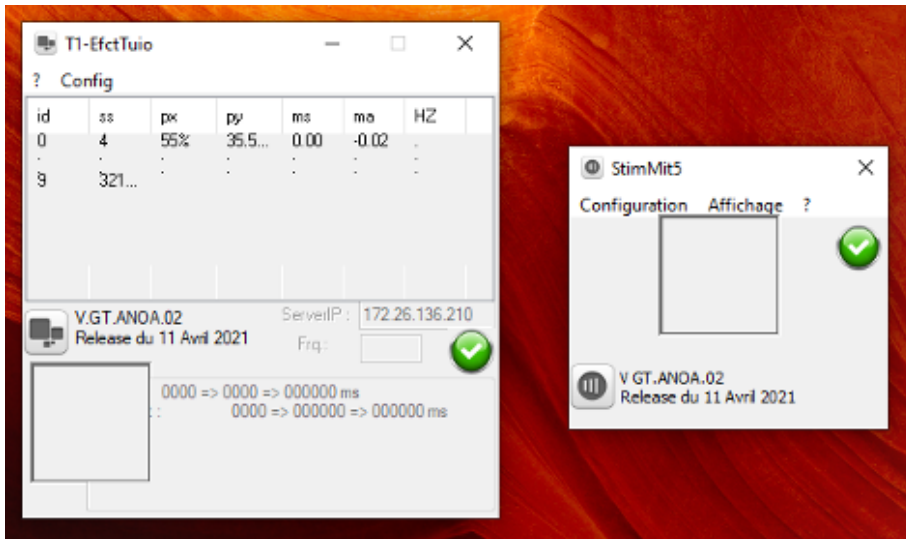 T1-EfctTuio
? Config
id ss px py ms ma HZ
0 4 55% 35.5... 0.00 -0.02 .
. . . . . . .
9 321... . . . . .
V.GT.ANOA.02
Release du 11 Avril 2021
ServerIP : 172.26.136.210
Frq.:
0000 => 0000 => 000000 ms
: 0000 => 000000 => 000000 ms
StimMit5
Configuration Affichage ?
V GT.ANOA.02
Release du 11 Avril 2021